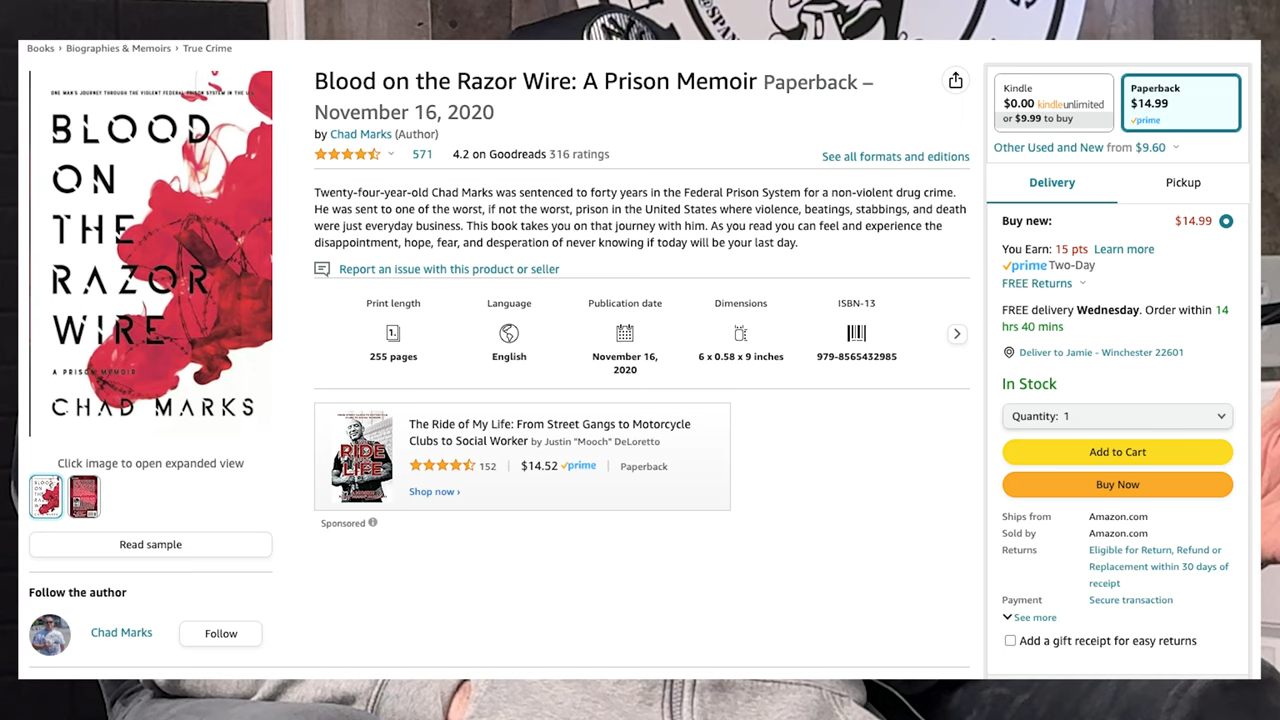 @SPAN
Books › Biographies & Memoirs › True Crime
ONE MAN'S JOURNEY THROUGH THE VIOLENT FEDERAL PRISON SYSTEM IN THE U.S.
BLOOD
ON
THE
RAZOR
WIRE
A PRISON MEMOIR
CHAD MARKS
Click image to open expanded view
Read sample
Follow the author
Chad Marks
Follow
Blood on the Razor Wire: A Prison Memoir Paperback –
November 16, 2020
by Chad Marks (Author)
571 4.2 on Goodreads 316 ratings
See all formats and editions
Twenty-four-year-old Chad Marks was sentenced to forty years in the Federal Prison System for a non-violent drug crime.
He was sent to one of the worst, if not the worst, prison in the United States where violence, beatings, stabbings, and death
were just everyday business. This book takes you on that journey with him. As you read you can feel and experience the
disappointment, hope, fear, and desperation of never knowing if today will be your last day.
Report an issue with this product or seller
Print length
1.
255 pages
Language
English
Publication date
November 16,
2020
Dimensions
6 x 0.58 x 9 inches
ISBN-13
979-8565432985
RIDE
OF MY
LIFE
The Ride of My Life: From Street Gangs to Motorcycle
Clubs to Social Worker by Justin "Mooch" DeLoretto
152 | $14.52 prime | Paperback
Shop now ›
Sponsored
Kindle
$0.00 kindleunlimited
or $9.99 to buy
Paperback
$14.99
prime
Other Used and New from $9.60
Delivery
Pickup
Buy new: $14.99
You Earn: 15 pts Learn more
prime Two-Day
FREE Returns
FREE delivery Wednesday. Order within 14
hrs 40 mins
Deliver to Jamie - Winchester 22601
In Stock
Quantity: 1
Add to Cart
Buy Now
Ships from Amazon.com
Sold by Amazon.com
Returns Eligible for Return, Refund or
Replacement within 30 days of
receipt
Payment Secure transaction
See more
Add a gift receipt for easy returns